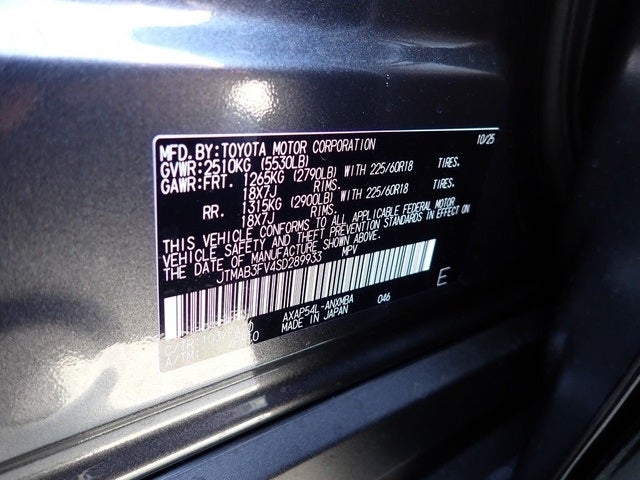 MFD. BY: TOYOTA MOTOR CORPORATION 10/25
GVWR: 2510KG (5530LB)
GAWR: FRT. 1265KG (2790LB) WITH 225/60R18 TIRES.
18X7J RIMS.
RR. 1315KG (2900LB) WITH 225/60R18 TIRES.
18X7J RIMS.
THIS VEHICLE CONFORMS TO ALL APPLICABLE FEDERAL MOTOR
VEHICLE SAFETY AND THEFT PREVENTION STANDARDS IN EFFECT ON
THE DATE OF MANUFACTURE SHOWN ABOVE.
JTMAB3FV4SD289933 MPV
E
AXAP54L-ANXMBA 046
MADE IN JAPAN
A/TM: